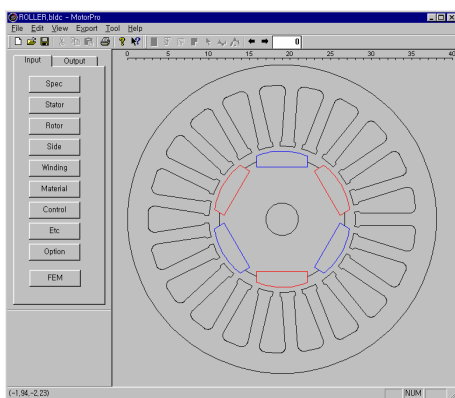 ROLLER.bldc - MotorPro
File Edit View Export Tool Help
0
0 5 10 15 20 25 30 35 40
Input Output
Spec
Stator
Rotor
Side
Winding
Material
Control
Etc
Option
FEM
(-1.94,-2.23) NUM